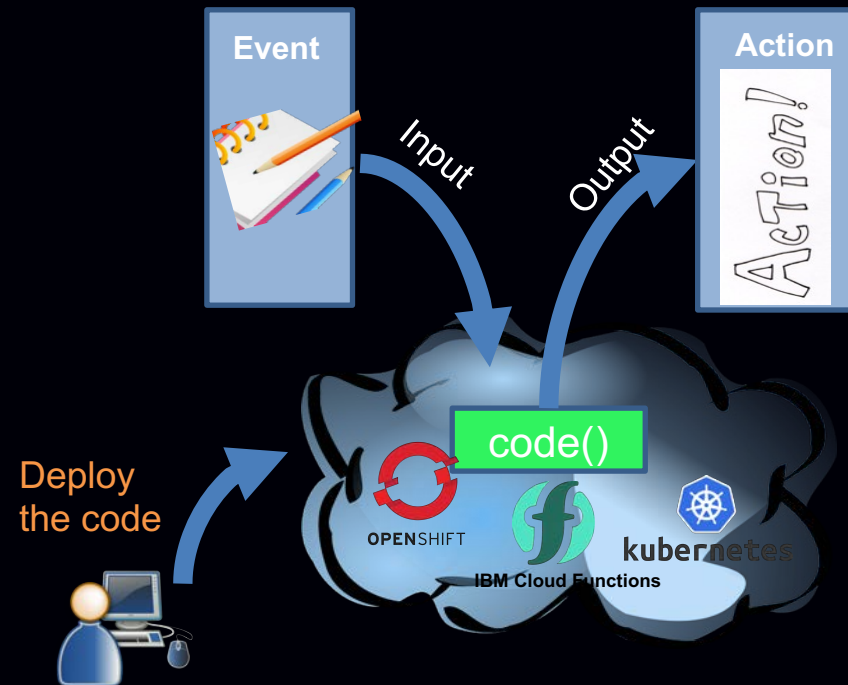 Event
Action
Input
Output
AcTion!
code()
Deploy
the code
OPENSHIFT
kubernetes
IBM Cloud Functions